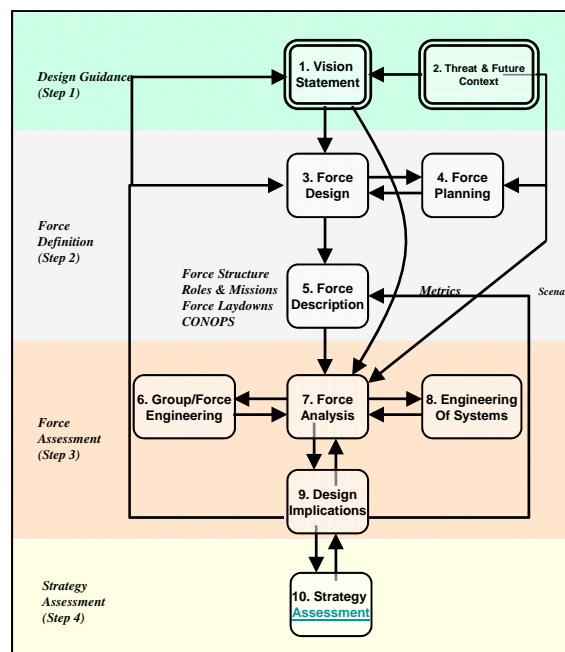 1. Vision
Statement
2. Threat & Future
Context
Design Guidance
(Step 1)
3. Force
Design
4. Force
Planning
Force
Definition
(Step 2)
Force Structure
Roles & Missions
Force Laydowns
CONOPS
5. Force
Description
Metrics
Scena
6. Group/Force
Engineering
7. Force
Analysis
8. Engineering
Of Systems
Force
Assessment
(Step 3)
9. Design
Implications
Strategy
Assessment
(Step 4)
10. Strategy
Assessment